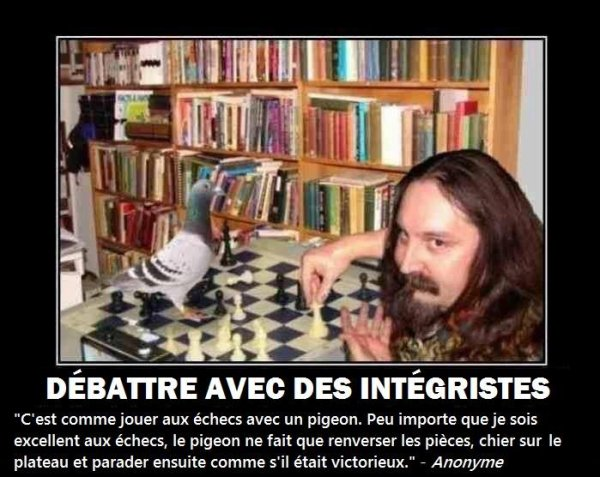 DÉBATTRE AVEC DES INTÉGRISTES
"C'est comme jouer aux échecs avec un pigeon. Peu importe que je sois
excellent aux échecs, le pigeon ne fait que renverser les pièces, chier sur le
plateau et parader ensuite comme s'il était victorieux." - Anonyme